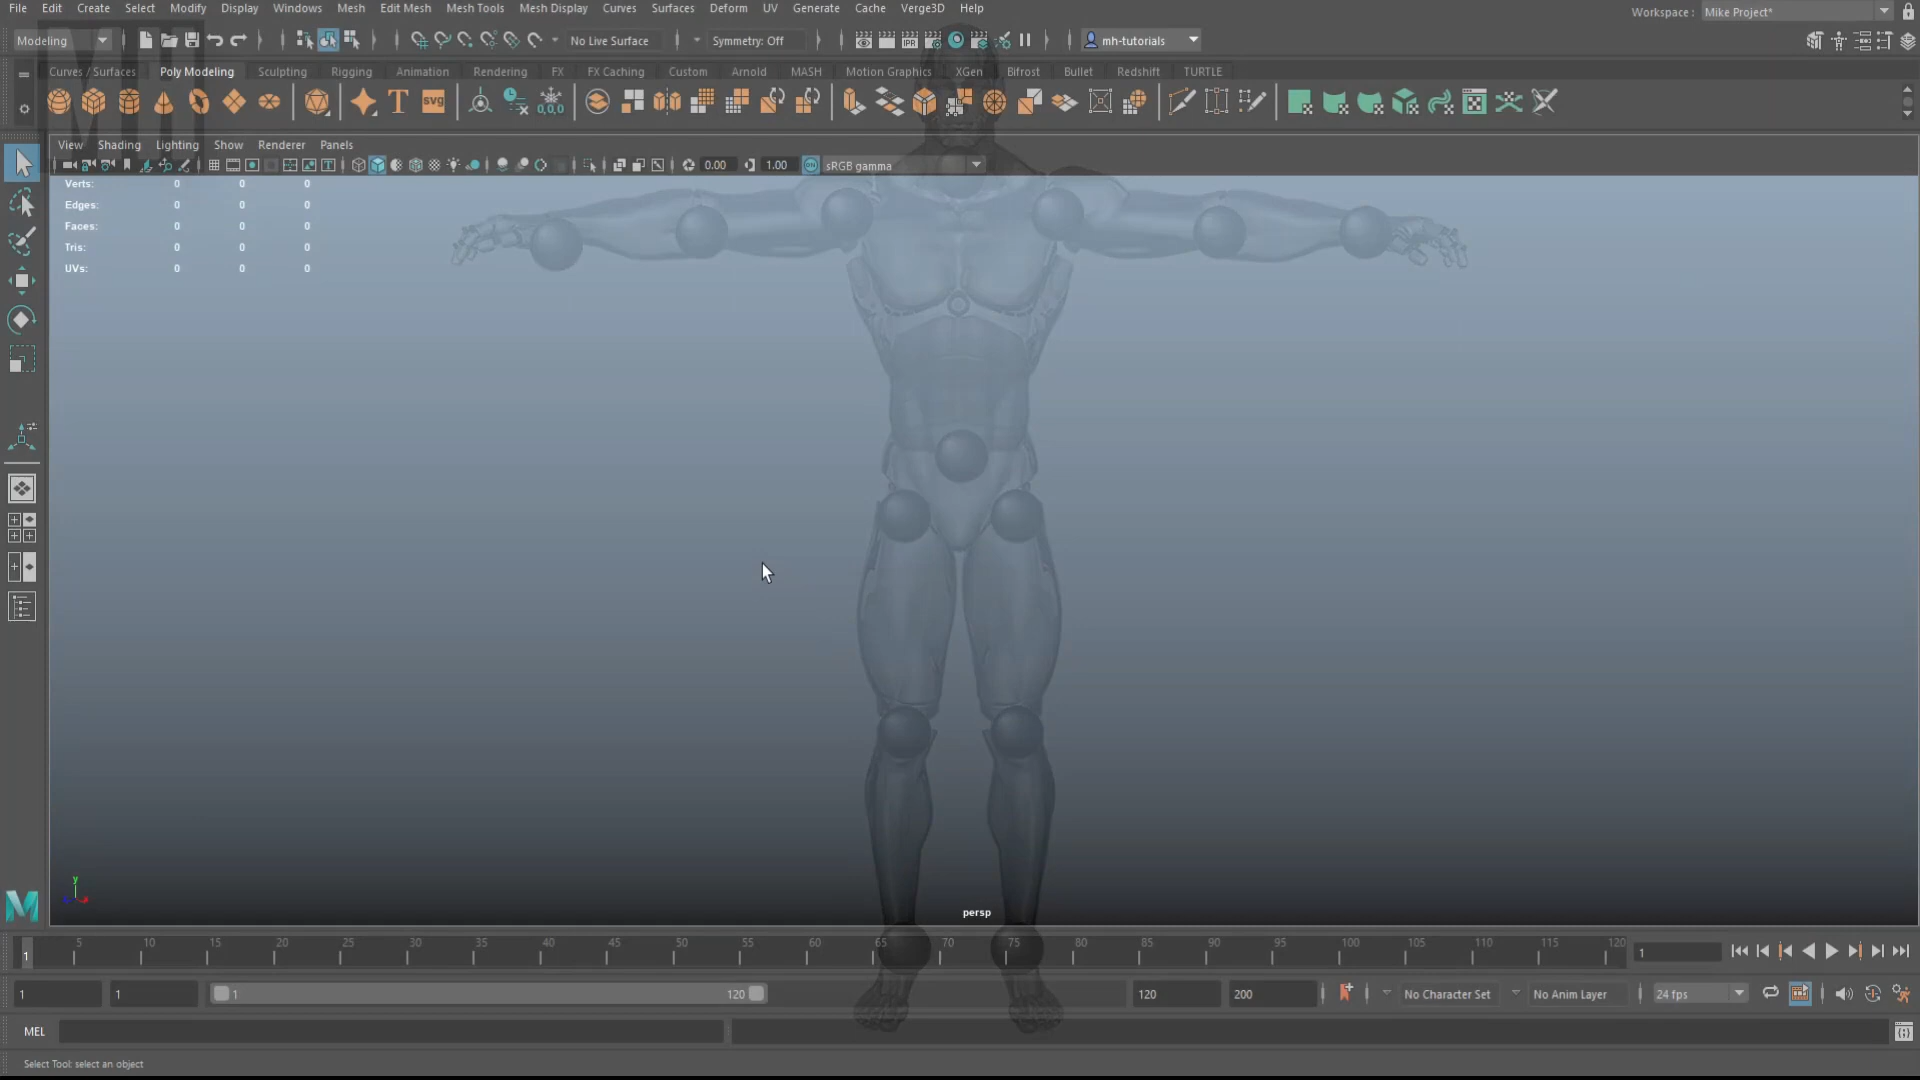 File Edit Create Select Modify Display Windows Mesh Edit Mesh Mesh Tools Mesh Display Curves Surfaces Deform UV Generate Cache Verge3D Help
Workspace : Mike Project*
Modeling No Live Surface Symmetry: Off mh-tutorials
Curves / Surfaces Poly Modeling Sculpting Rigging Animation Rendering FX FX Caching Custom Arnold MASH Motion Graphics XGen Bifrost Bullet Redshift TURTLE
View Shading Lighting Show Renderer Panels
0.00 1.00 sRGB gamma
Verts: 0 0 0
Edges: 0 0 0
Faces: 0 0 0
Tris: 0 0 0
UVs: 0 0 0
y
persp
5 10 15 20 25 30 35 40 45 50 55 60 65 70 75 80 85 90 95 100 105 110 115 120
1 1
1 1 1 120 120 200 No Character Set No Anim Layer 24 fps
MEL
Select Tool: select an object